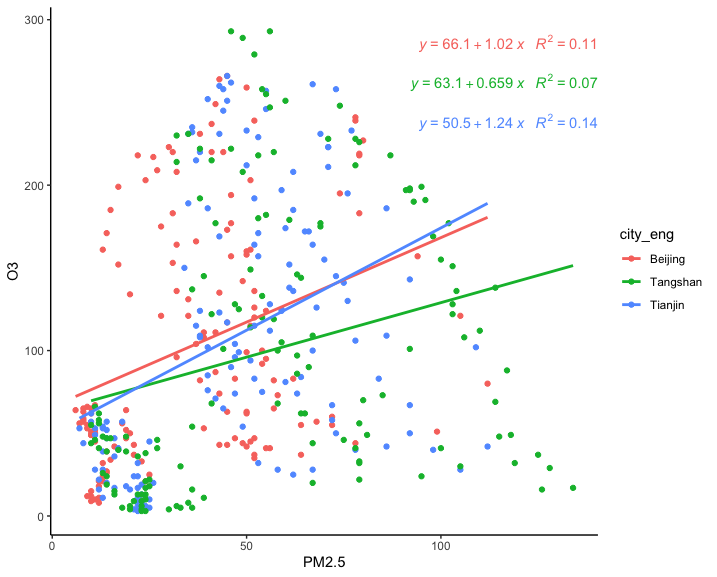 300
y = 66.1 + 1.02 x   R² = 0.11
y = 63.1 + 0.659 x   R² = 0.07
y = 50.5 + 1.24 x   R² = 0.14
200
city_eng
Beijing
Tangshan
Tianjin
O3
100
0
0 50 100
PM2.5